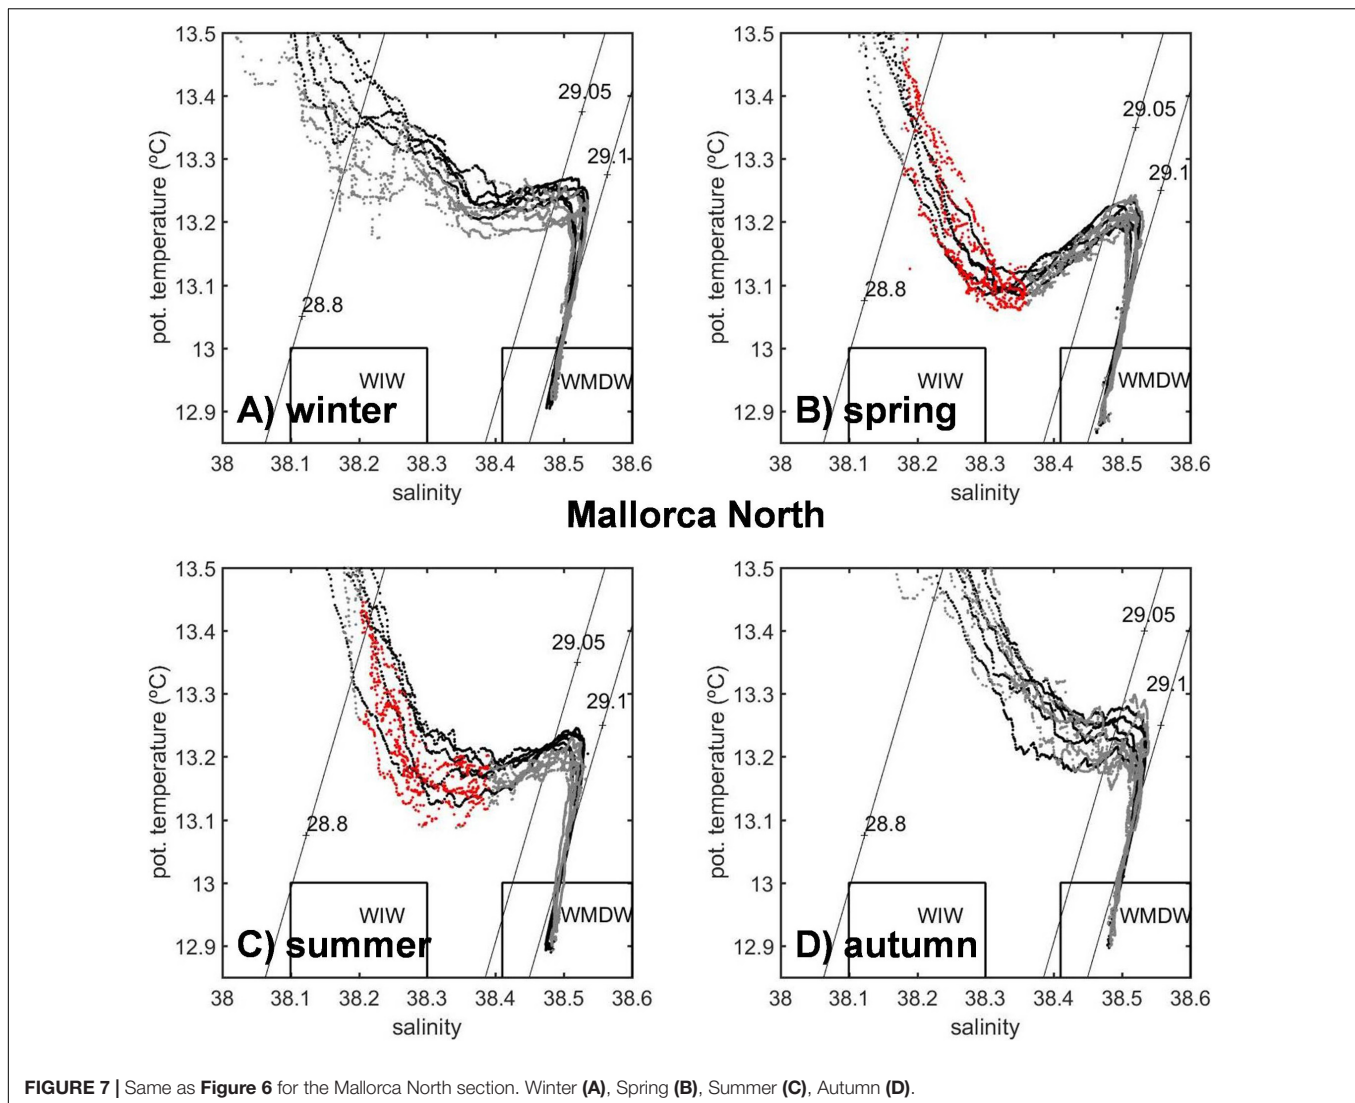 13.5
13.4
13.3
13.2
13.1
13
12.9
pot. temperature (ºC)
29.05
29.1
28.8
WIW
WMDW
A) winter
38 38.1 38.2 38.3 38.4 38.5 38.6
salinity
13.5
13.4
13.3
13.2
13.1
13
12.9
pot. temperature (ºC)
29.05
29.1
28.8
WIW
WMDW
B) spring
38 38.1 38.2 38.3 38.4 38.5 38.6
salinity
Mallorca North
13.5
13.4
13.3
13.2
13.1
13
12.9
pot. temperature (ºC)
29.05
29.1
28.8
WIW
WMDW
C) summer
38 38.1 38.2 38.3 38.4 38.5 38.6
salinity
13.5
13.4
13.3
13.2
13.1
13
12.9
pot. temperature (ºC)
29.05
29.1
28.8
WIW
WMDW
D) autumn
38 38.1 38.2 38.3 38.4 38.5 38.6
salinity
FIGURE 7 | Same as Figure 6 for the Mallorca North section. Winter (A), Spring (B), Summer (C), Autumn (D).